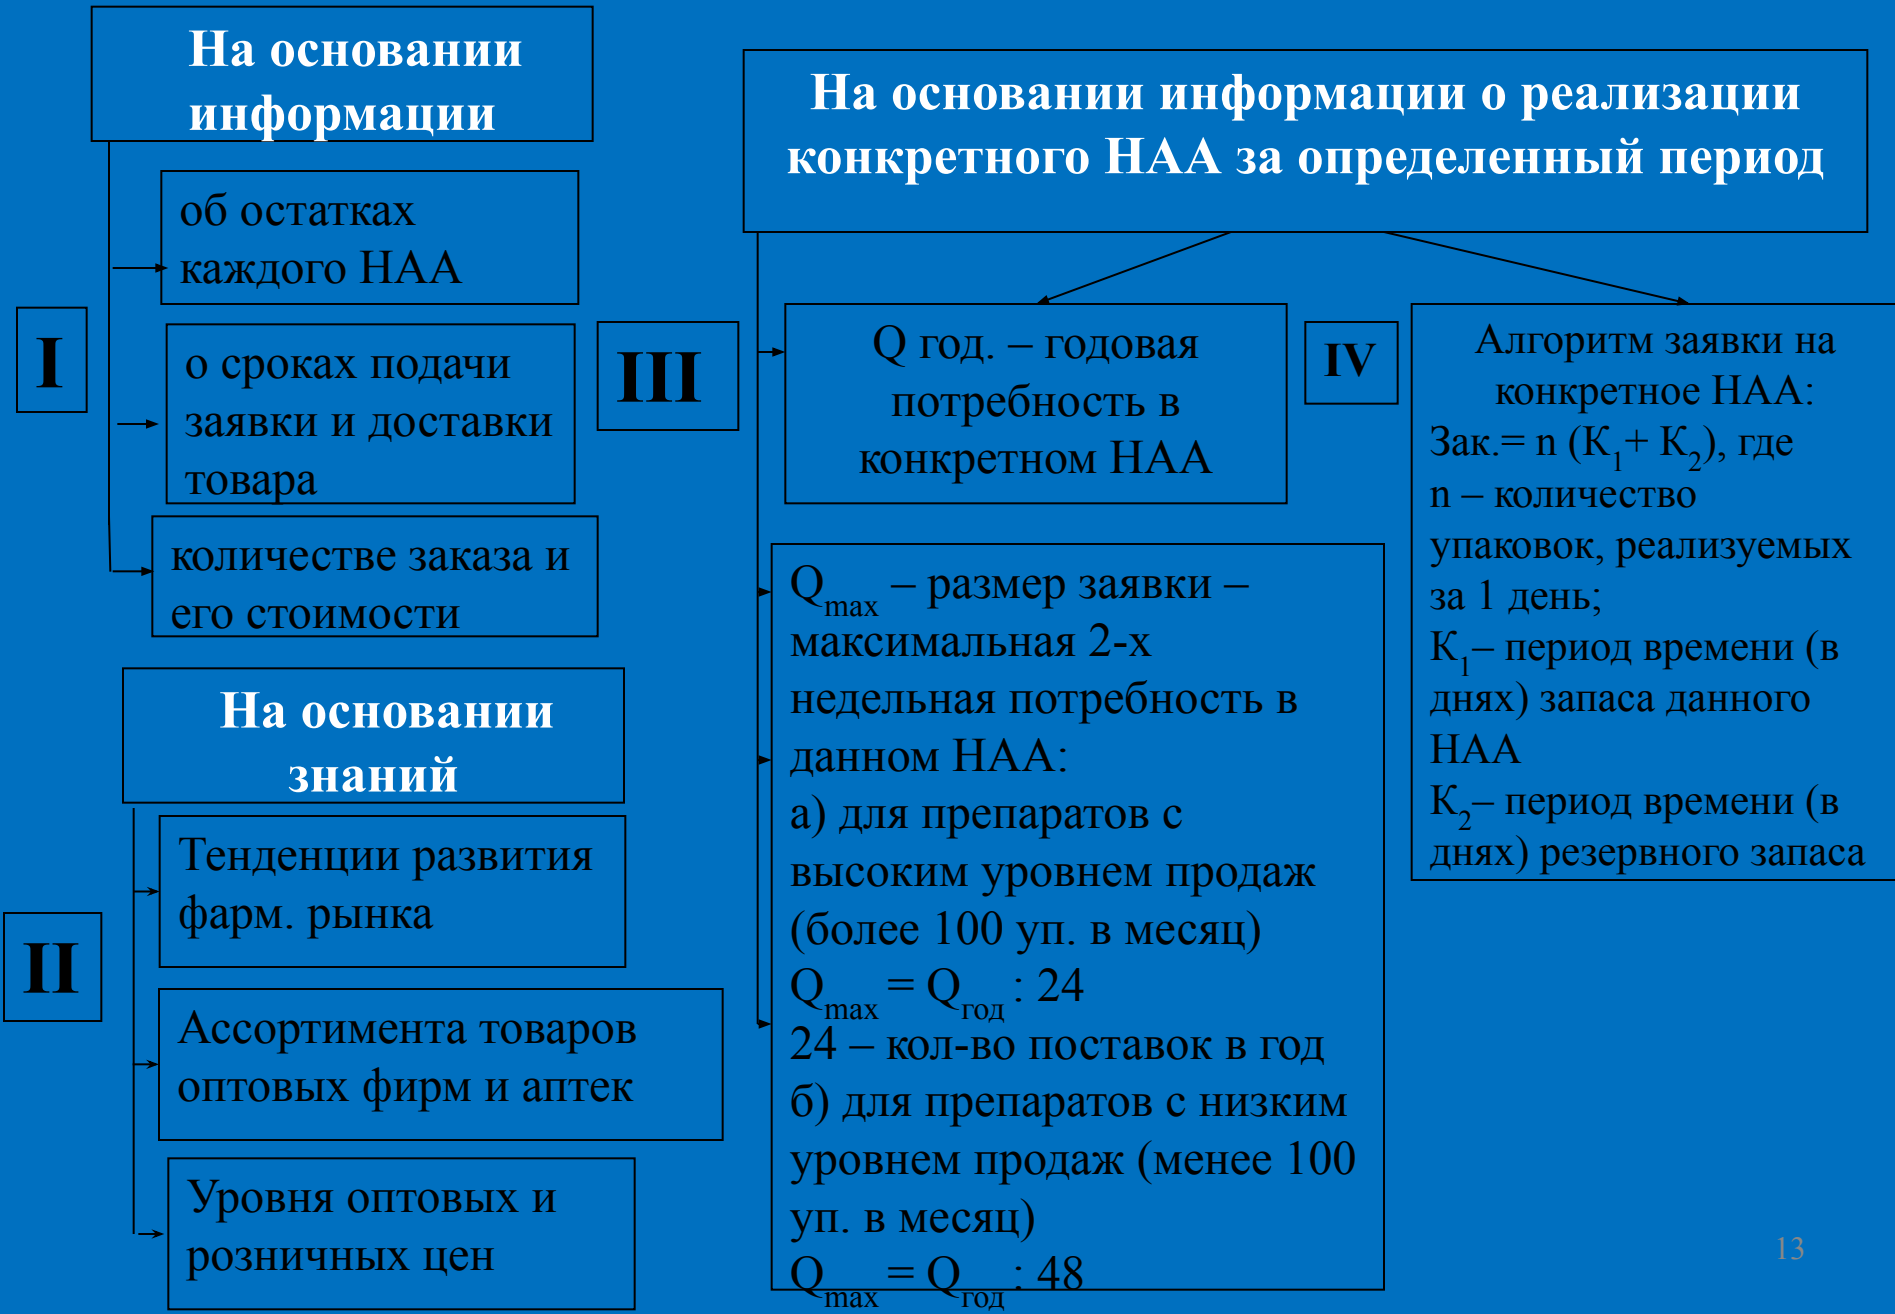 На основании
информации
I
об остатках
каждого НАА
о сроках подачи
заявки и доставки
товара
количестве заказа и
его стоимости
На основании
знаний
II
Тенденции развития
фарм. рынка
Ассортимента товаров
оптовых фирм и аптек
Уровня оптовых и
розничных цен
На основании информации о реализации
конкретного НАА за определенный период
III
Q год. – годовая
потребность в
конкретном НАА
Qmax – размер заявки –
максимальная 2-х
недельная потребность в
данном НАА:
а) для препаратов с
высоким уровнем продаж
(более 100 уп. в месяц)
Qmax = Qгод : 24
24 – кол-во поставок в год
б) для препаратов с низким
уровнем продаж (менее 100
уп. в месяц)
Qmax = Qгод : 48
IV
Алгоритм заявки на
конкретное НАА:
Зак.= n (К1+ К2), где
n – количество
упаковок, реализуемых
за 1 день;
К1– период времени (в
днях) запаса данного
НАА
К2– период времени (в
днях) резервного запаса
13